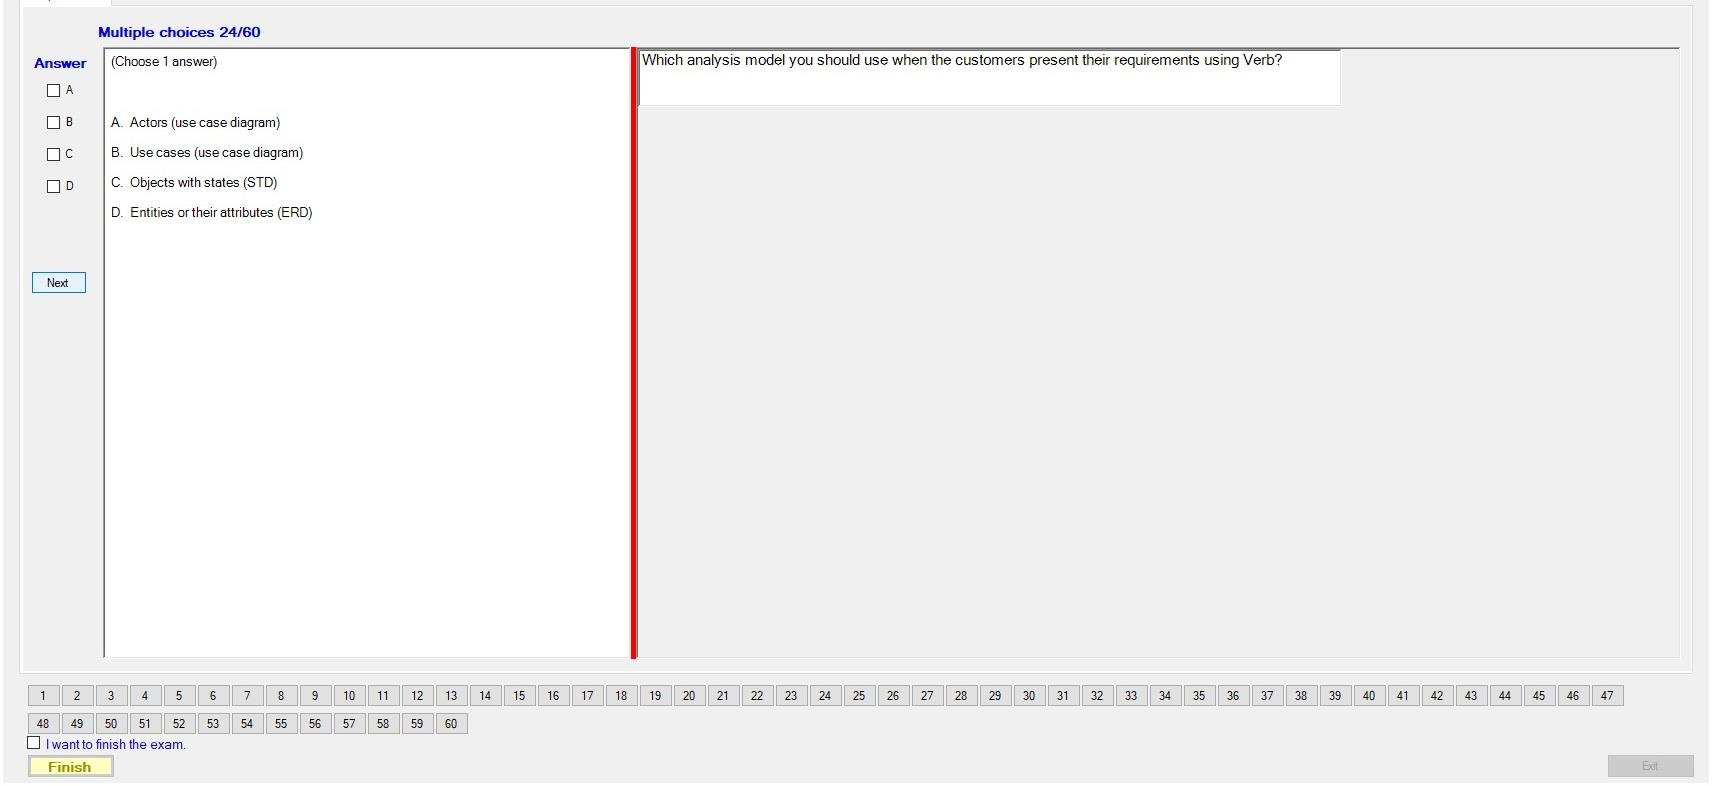 Multiple choices 24/60
Answer
A
B
C
D
Next
(Choose 1 answer)
A. Actors (use case diagram)
B. Use cases (use case diagram)
C. Objects with states (STD)
D. Entities or their attributes (ERD)
Which analysis model you should use when the customers present their requirements using Verb?
1 2 3 4 5 6 7 8 9 10 11 12 13 14 15 16 17 18 19 20 21 22 23 24 25 26 27 28 29 30 31 32 33 34 35 36 37 38 39 40 41 42 43 44 45 46 47
48 49 50 51 52 53 54 55 56 57 58 59 60
I want to finish the exam.
Finish
Exit